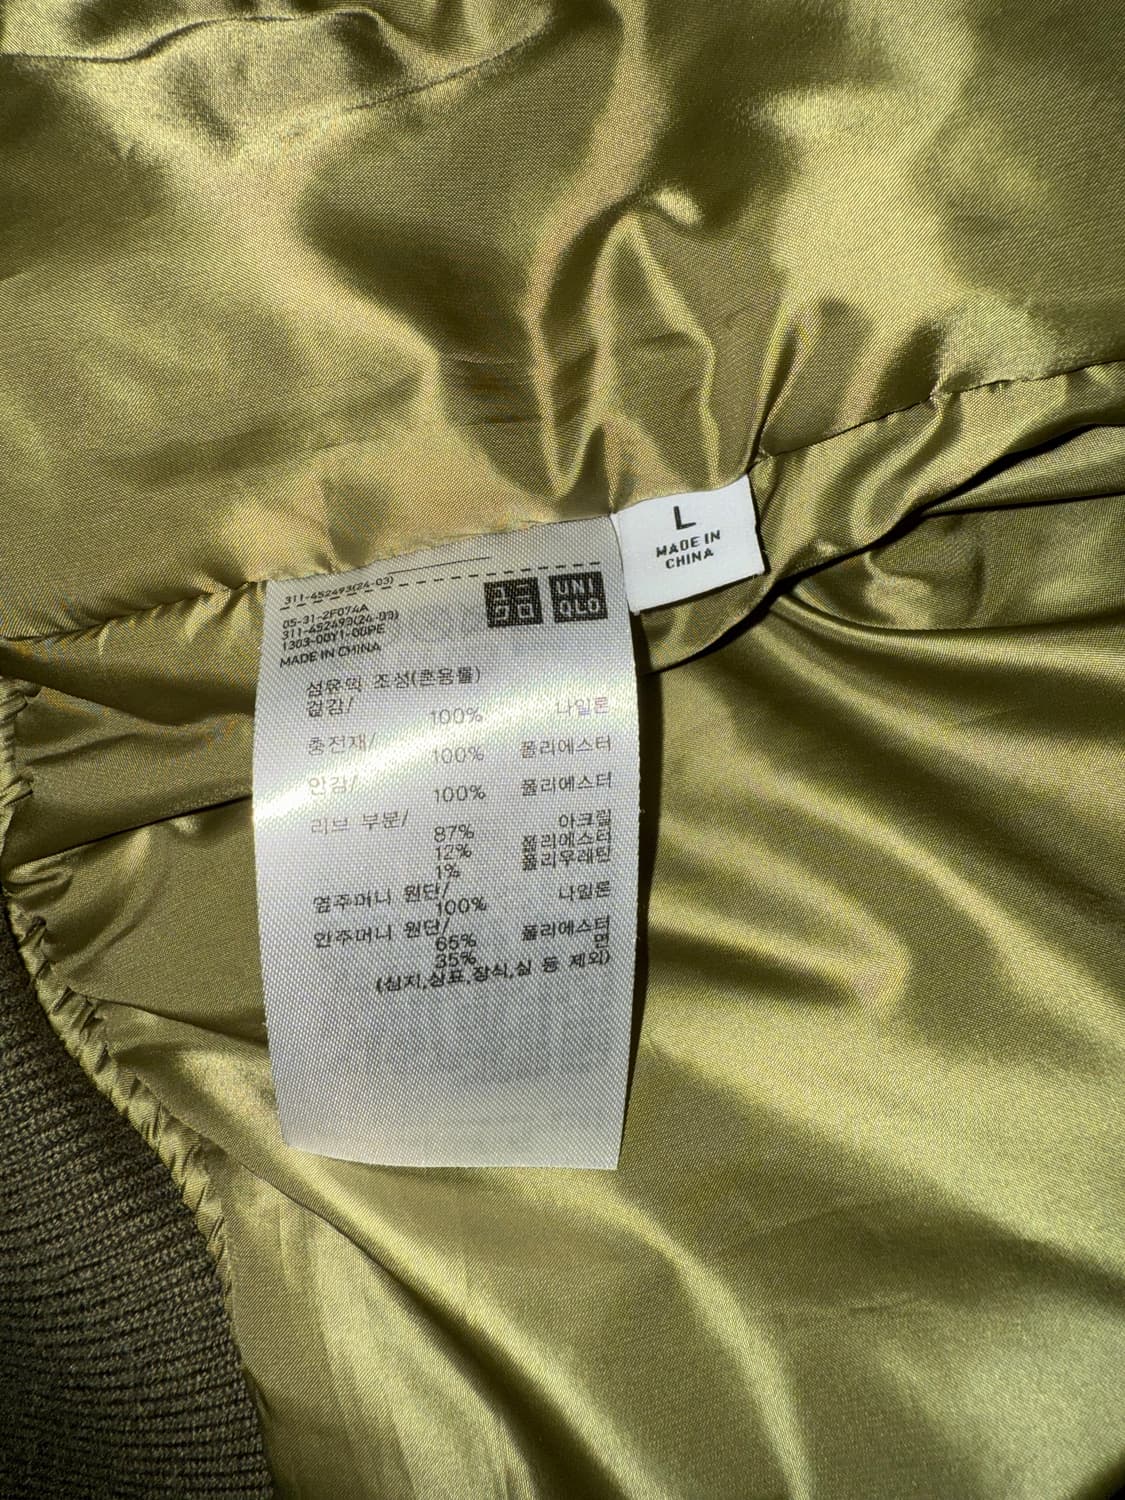 L
MADE IN
CHINA
311-452493(24-03)
UNI
QLO
05-31-2F074A
311-452493(24-03)
1303-00Y1-00PE
MADE IN CHINA
섬유의 조성(혼용률)
겉감/
100% 나일론
충전재/
100% 폴리에스터
안감/
100% 폴리에스터
리브 부분/
87% 아크릴
12% 폴리에스터
1% 폴리우레탄
옆주머니 원단/
100% 나일론
안주머니 원단/
65% 폴리에스터
35% 면
(심지,상표,장식,실 등 제외)